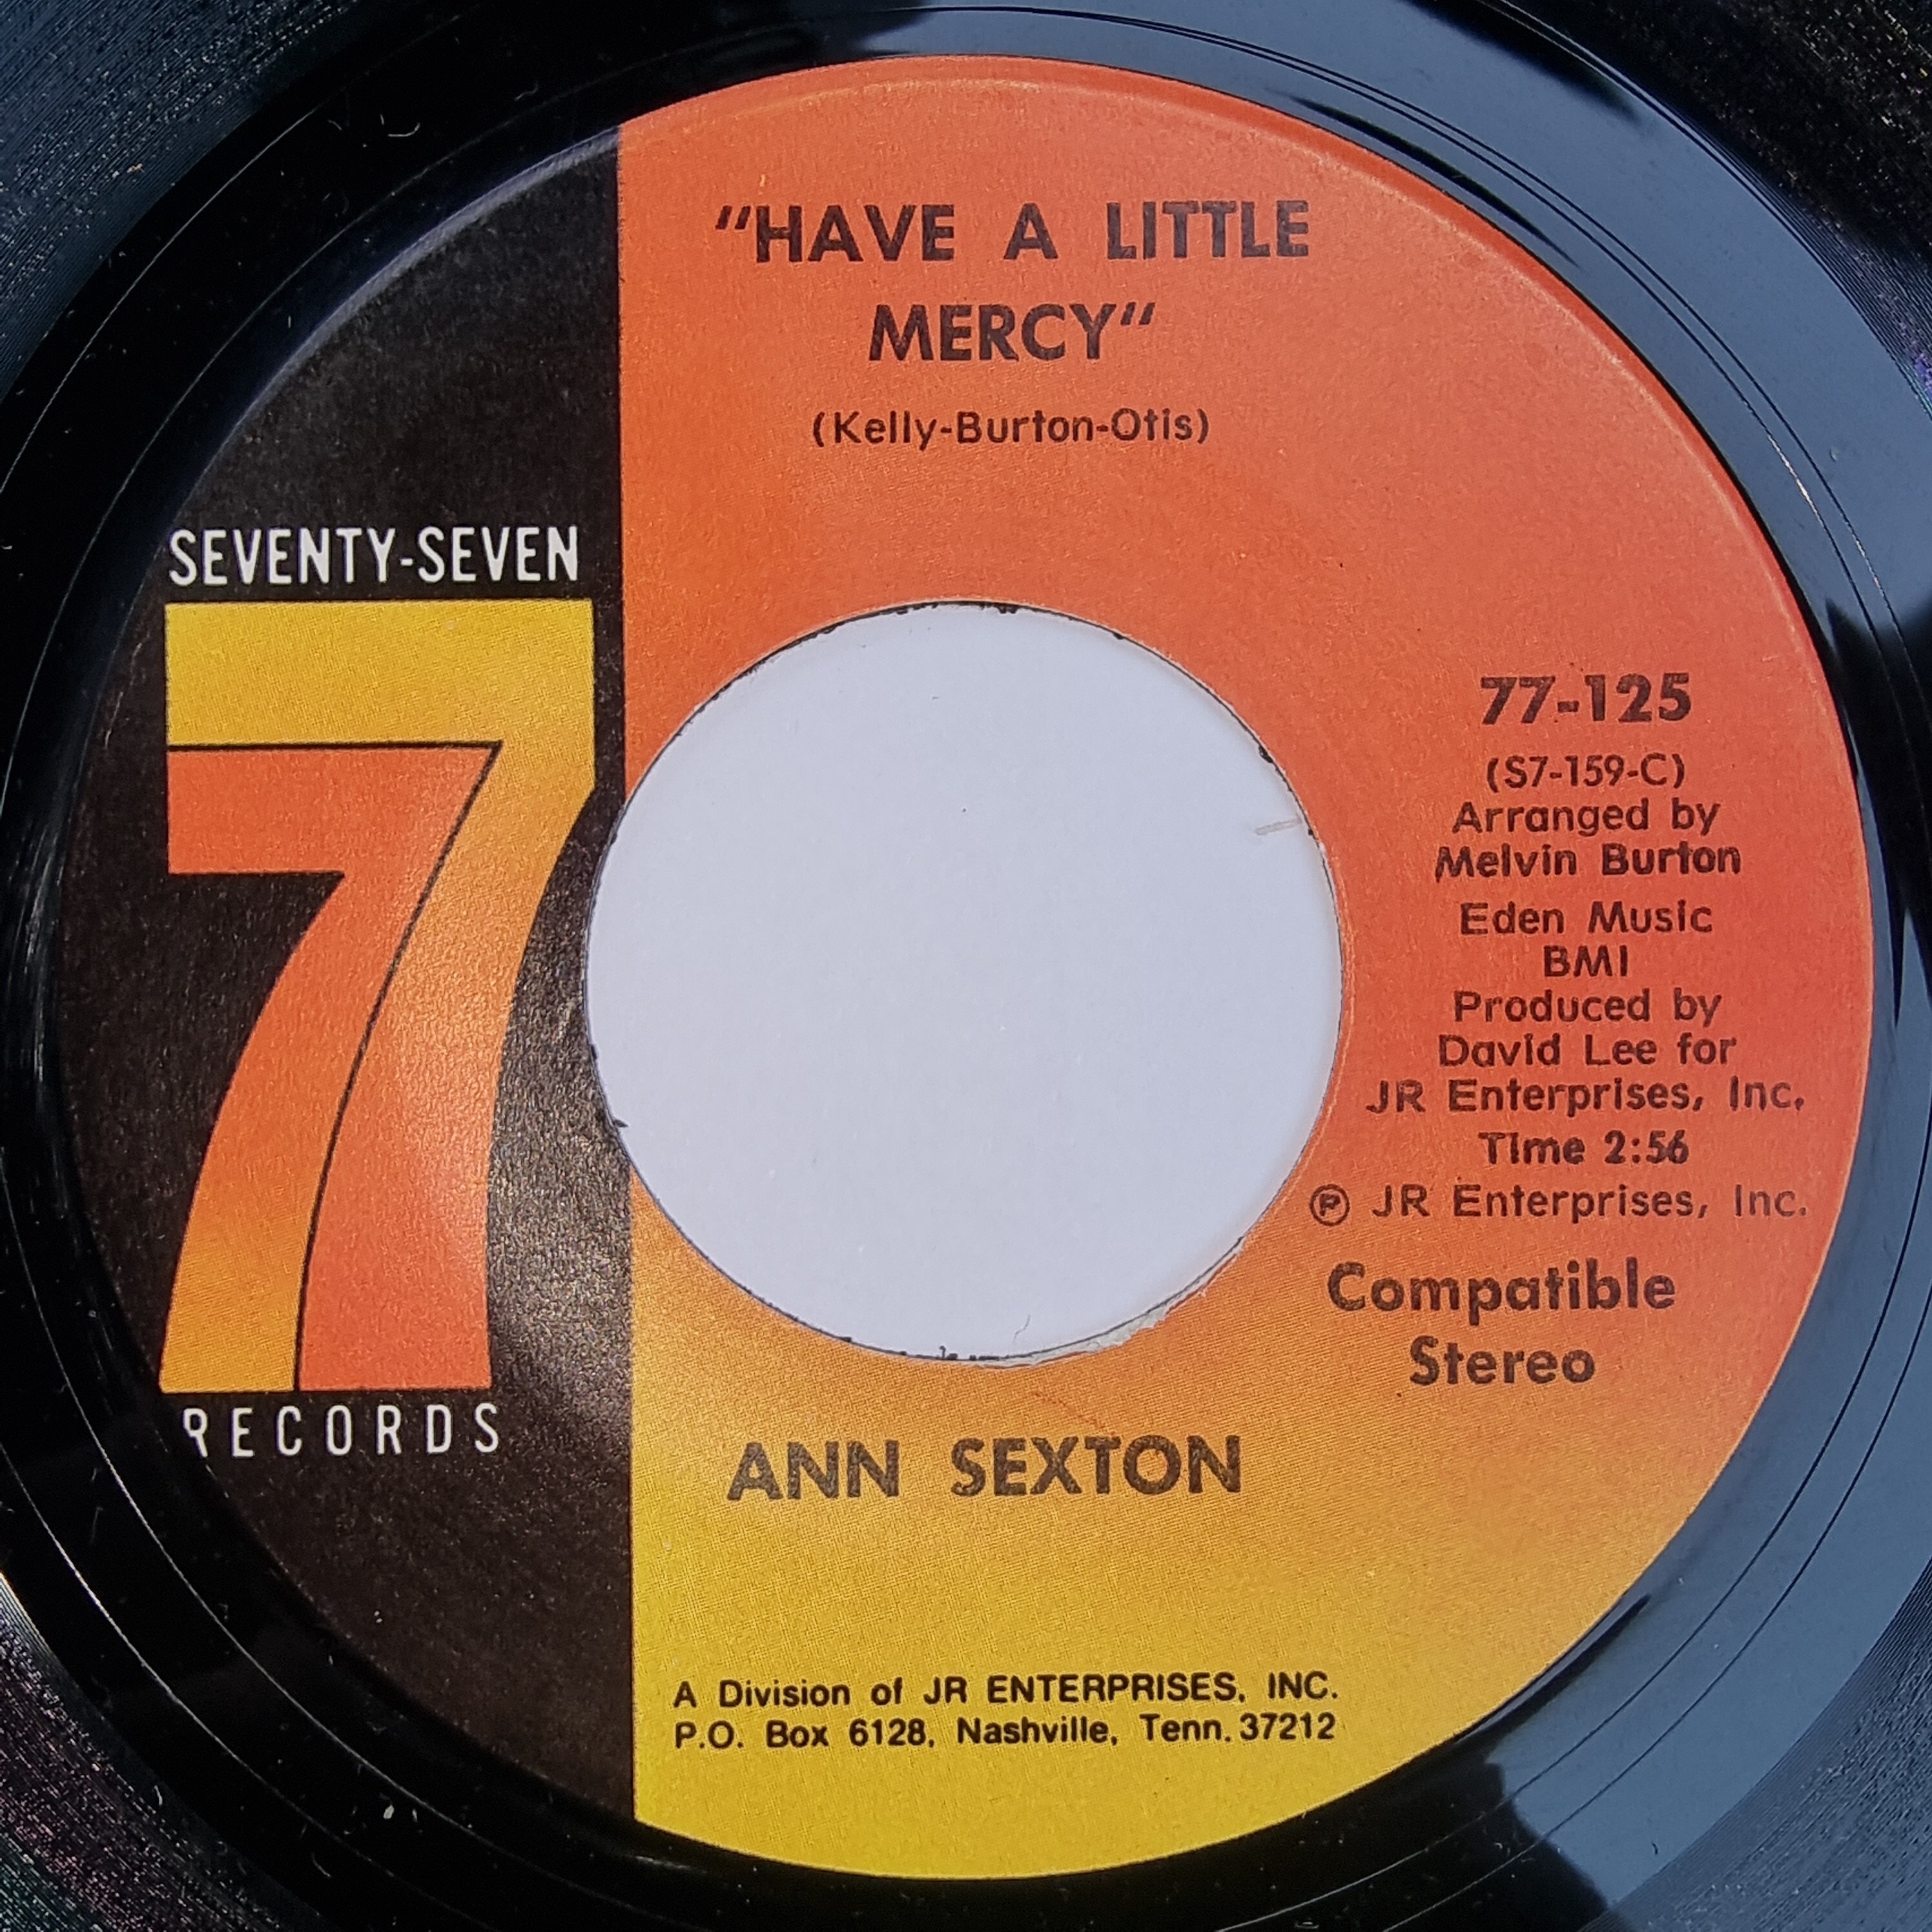 "HAVE A LITTLE
MERCY"
(Kelly-Burton-Otis)
SEVENTY-SEVEN
7
RECORDS
77-125
(S7-159-C)
Arranged by
Melvin Burton
Eden Music
BMI
Produced by
David Lee for
JR Enterprises, Inc.
Time 2:56
℗ JR Enterprises, Inc.
Compatible
Stereo
ANN SEXTON
A Division of JR ENTERPRISES, INC.
P.O. Box 6128, Nashville, Tenn. 37212